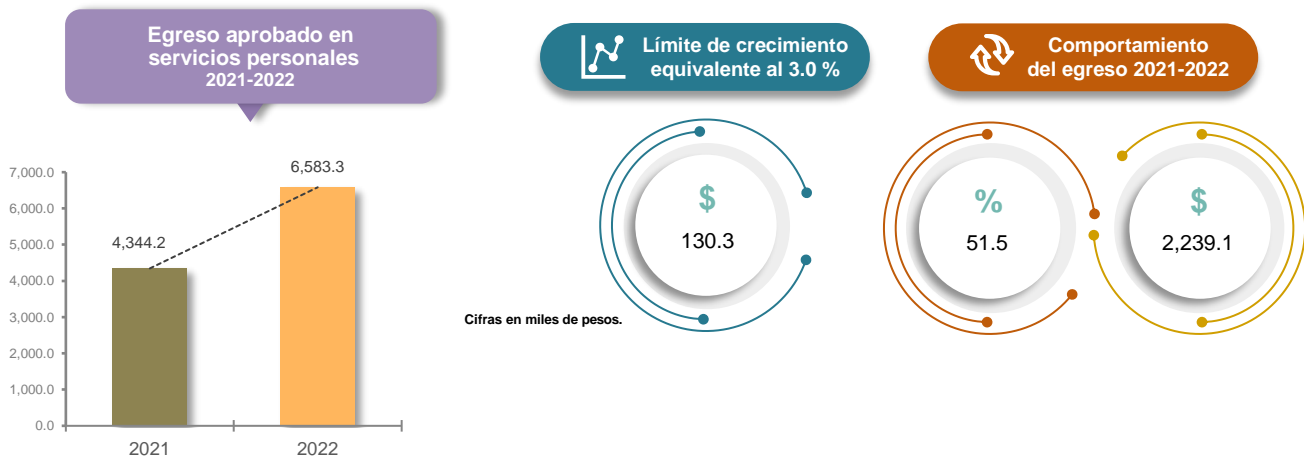 Egreso aprobado en
servicios personales
2021-2022
Límite de crecimiento
equivalente al 3.0 %
Comportamiento
del egreso 2021-2022
7,000.0
6,000.0
5,000.0
4,000.0
3,000.0
2,000.0
1,000.0
0.0
4,344.2
6,583.3
2021
2022
$
130.3
%
51.5
$
2,239.1
Cifras en miles de pesos.